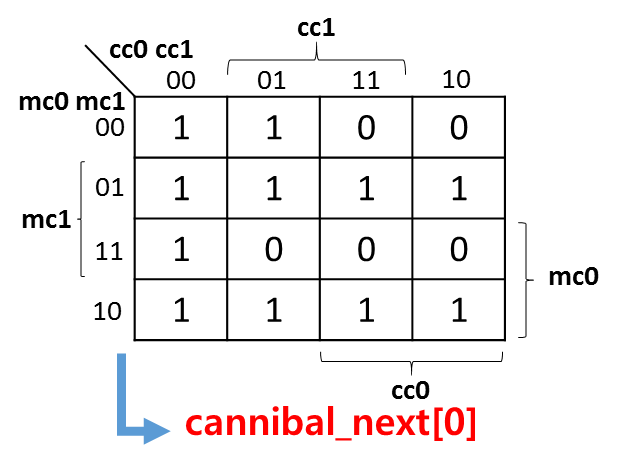 cc1
cc0 cc1
00 01 11 10
mc0 mc1
00 1 1 0 0
01 1 1 1 1
mc1
11 1 0 0 0
mc0
10 1 1 1 1
cc0
cannibal_next[0]